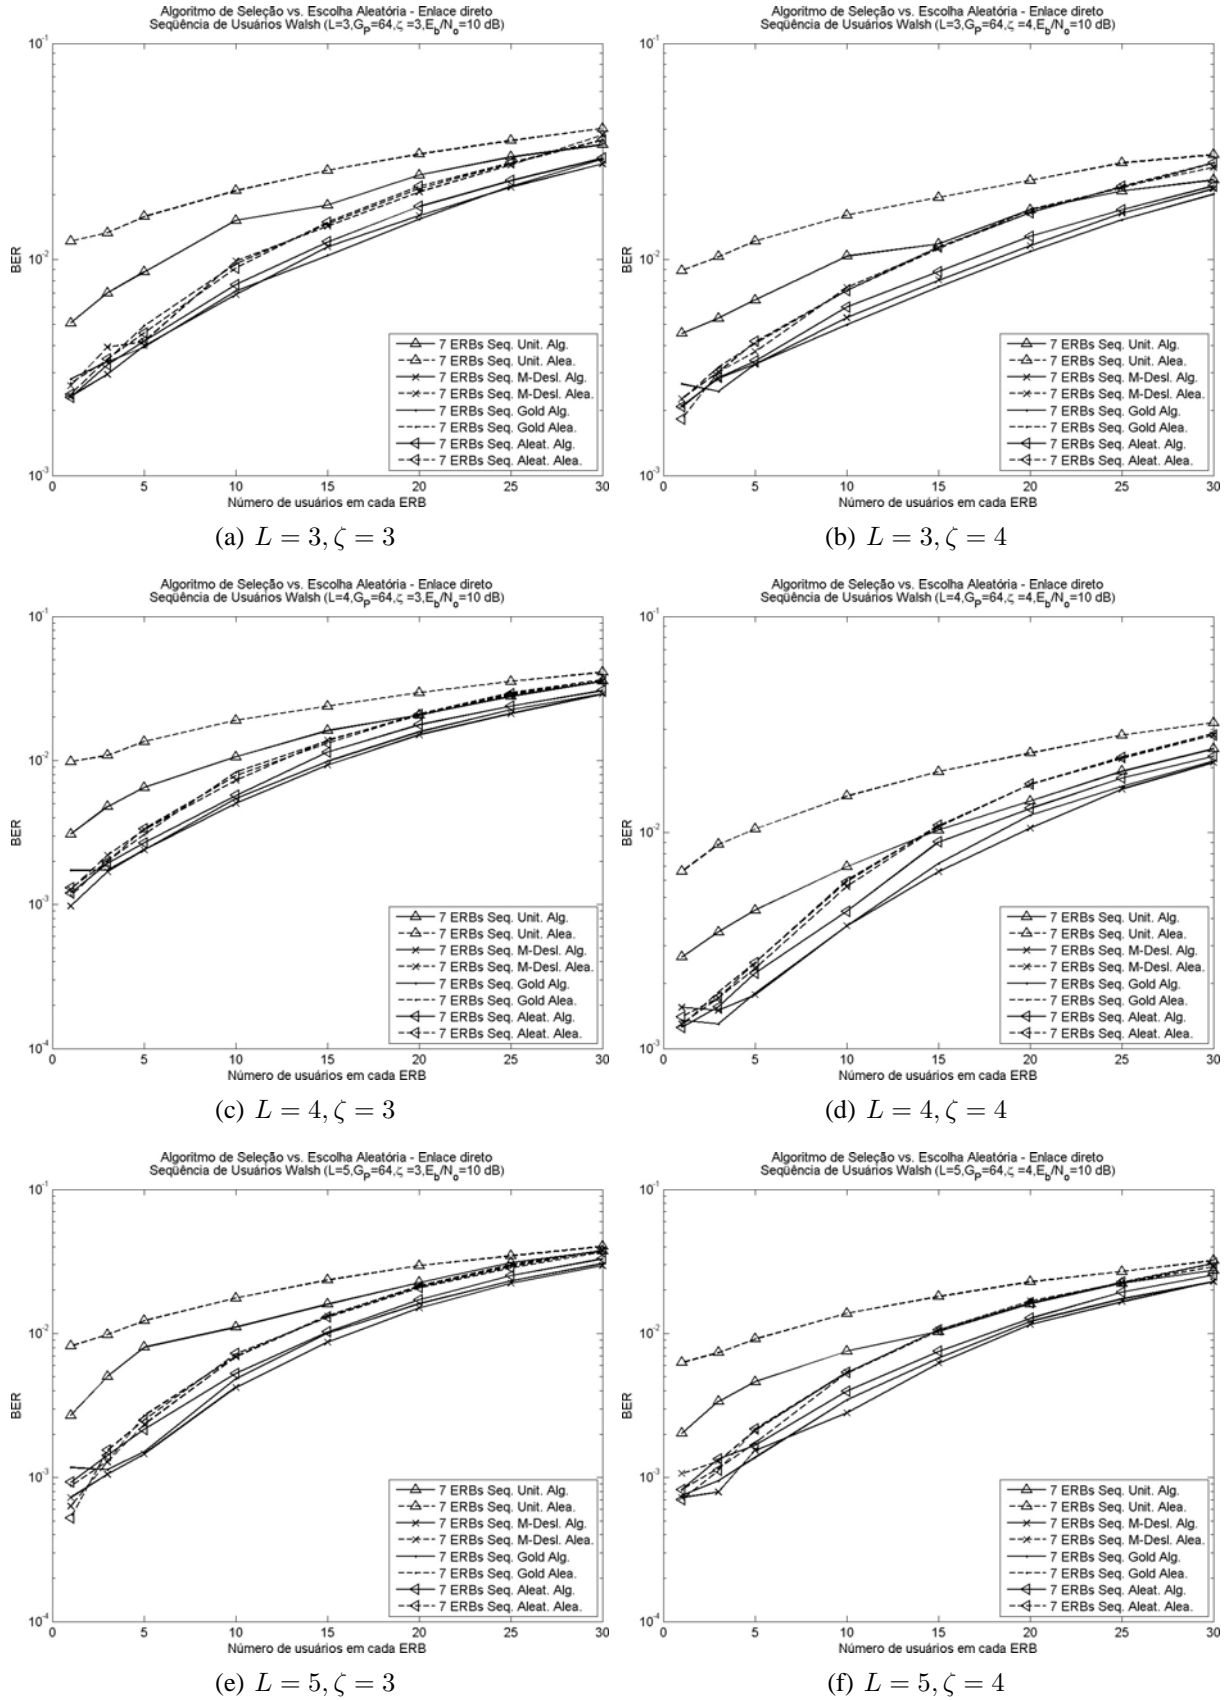 Algoritmo de Seleção vs. Escolha Aleatória - Enlace direto
Seqüência de Usuários Walsh (L=3,G_P=64,ζ =3,E_b/N_o=10 dB)
10^-1
10^-2
10^-3
BER
0 5 10 15 20 25 30
Número de usuários em cada ERB
7 ERBs Seq. Unit. Alg.
7 ERBs Seq. Unit. Alea.
7 ERBs Seq. M-Desl. Alg.
7 ERBs Seq. M-Desl. Alea.
7 ERBs Seq. Gold Alg.
7 ERBs Seq. Gold Alea.
7 ERBs Seq. Aleat. Alg.
7 ERBs Seq. Aleat. Alea.
(a) L = 3, ζ = 3
Algoritmo de Seleção vs. Escolha Aleatória - Enlace direto
Seqüência de Usuários Walsh (L=3,G_P=64,ζ =4,E_b/N_o=10 dB)
10^-1
10^-2
10^-3
BER
0 5 10 15 20 25 30
Número de usuários em cada ERB
7 ERBs Seq. Unit. Alg.
7 ERBs Seq. Unit. Alea.
7 ERBs Seq. M-Desl. Alg.
7 ERBs Seq. M-Desl. Alea.
7 ERBs Seq. Gold Alg.
7 ERBs Seq. Gold Alea.
7 ERBs Seq. Aleat. Alg.
7 ERBs Seq. Aleat. Alea.
(b) L = 3, ζ = 4
Algoritmo de Seleção vs. Escolha Aleatória - Enlace direto
Seqüência de Usuários Walsh (L=4,G_P=64,ζ =3,E_b/N_o=10 dB)
10^-1
10^-2
10^-3
10^-4
BER
0 5 10 15 20 25 30
Número de usuários em cada ERB
7 ERBs Seq. Unit. Alg.
7 ERBs Seq. Unit. Alea.
7 ERBs Seq. M-Desl. Alg.
7 ERBs Seq. M-Desl. Alea.
7 ERBs Seq. Gold Alg.
7 ERBs Seq. Gold Alea.
7 ERBs Seq. Aleat. Alg.
7 ERBs Seq. Aleat. Alea.
(c) L = 4, ζ = 3
Algoritmo de Seleção vs. Escolha Aleatória - Enlace direto
Seqüência de Usuários Walsh (L=4,G_P=64,ζ =4,E_b/N_o=10 dB)
10^-1
10^-2
10^-3
BER
0 5 10 15 20 25 30
Número de usuários em cada ERB
7 ERBs Seq. Unit. Alg.
7 ERBs Seq. Unit. Alea.
7 ERBs Seq. M-Desl. Alg.
7 ERBs Seq. M-Desl. Alea.
7 ERBs Seq. Gold Alg.
7 ERBs Seq. Gold Alea.
7 ERBs Seq. Aleat. Alg.
7 ERBs Seq. Aleat. Alea.
(d) L = 4, ζ = 4
Algoritmo de Seleção vs. Escolha Aleatória - Enlace direto
Seqüência de Usuários Walsh (L=5,G_P=64,ζ =3,E_b/N_o=10 dB)
10^-1
10^-2
10^-3
10^-4
BER
0 5 10 15 20 25 30
Número de usuários em cada ERB
7 ERBs Seq. Unit. Alg.
7 ERBs Seq. Unit. Alea.
7 ERBs Seq. M-Desl. Alg.
7 ERBs Seq. M-Desl. Alea.
7 ERBs Seq. Gold Alg.
7 ERBs Seq. Gold Alea.
7 ERBs Seq. Aleat. Alg.
7 ERBs Seq. Aleat. Alea.
(e) L = 5, ζ = 3
Algoritmo de Seleção vs. Escolha Aleatória - Enlace direto
Seqüência de Usuários Walsh (L=5,G_P=64,ζ =4,E_b/N_o=10 dB)
10^-1
10^-2
10^-3
10^-4
BER
0 5 10 15 20 25 30
Número de usuários em cada ERB
7 ERBs Seq. Unit. Alg.
7 ERBs Seq. Unit. Alea.
7 ERBs Seq. M-Desl. Alg.
7 ERBs Seq. M-Desl. Alea.
7 ERBs Seq. Gold Alg.
7 ERBs Seq. Gold Alea.
7 ERBs Seq. Aleat. Alg.
7 ERBs Seq. Aleat. Alea.
(f) L = 5, ζ = 4